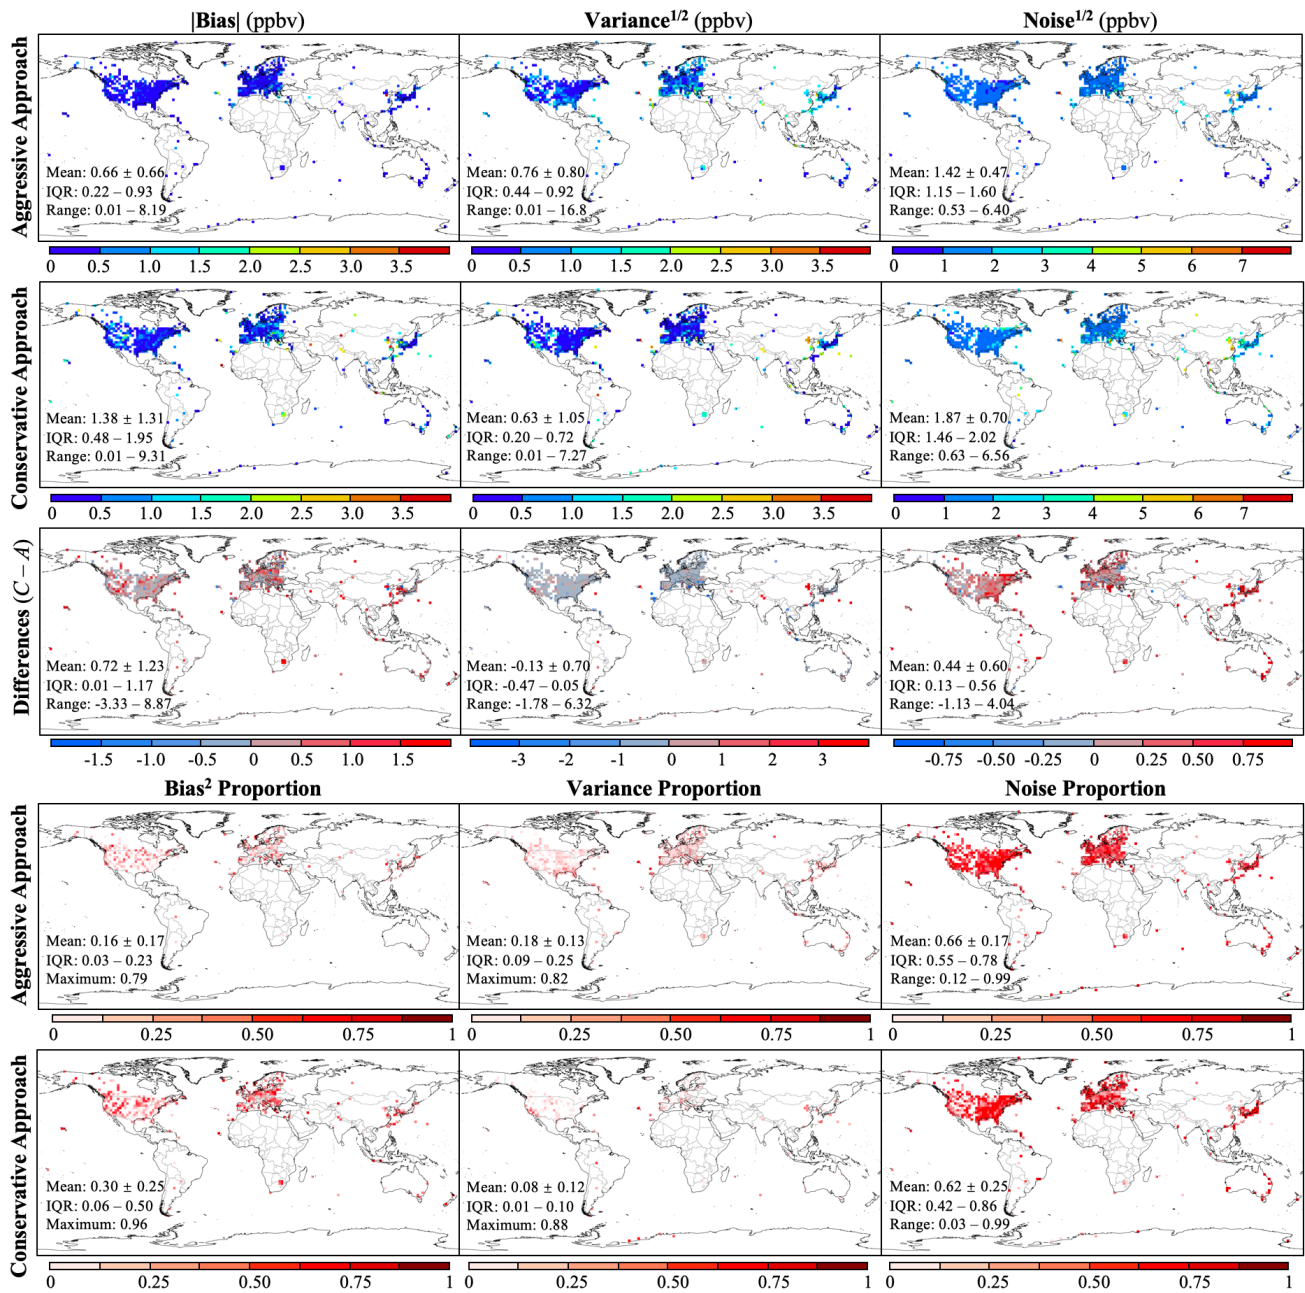 |Bias| (ppbv)
Variance1/2 (ppbv)
Noise1/2 (ppbv)
Aggressive Approach
Mean: 0.66 ± 0.66
IQR: 0.22 – 0.93
Range: 0.01 – 8.19
Mean: 0.76 ± 0.80
IQR: 0.44 – 0.92
Range: 0.01 – 16.8
Mean: 1.42 ± 0.47
IQR: 1.15 – 1.60
Range: 0.53 – 6.40
0 0.5 1.0 1.5 2.0 2.5 3.0 3.5
0 0.5 1.0 1.5 2.0 2.5 3.0 3.5
0 1 2 3 4 5 6 7
Conservative Approach
Mean: 1.38 ± 1.31
IQR: 0.48 – 1.95
Range: 0.01 – 9.31
Mean: 0.63 ± 1.05
IQR: 0.20 – 0.72
Range: 0.01 – 7.27
Mean: 1.87 ± 0.70
IQR: 1.46 – 2.02
Range: 0.63 – 6.56
0 0.5 1.0 1.5 2.0 2.5 3.0 3.5
0 0.5 1.0 1.5 2.0 2.5 3.0 3.5
0 1 2 3 4 5 6 7
Differences (C – A)
Mean: 0.72 ± 1.23
IQR: 0.01 – 1.17
Range: -3.33 – 8.87
Mean: -0.13 ± 0.70
IQR: -0.47 – 0.05
Range: -1.78 – 6.32
Mean: 0.44 ± 0.60
IQR: 0.13 – 0.56
Range: -1.13 – 4.04
-1.5 -1.0 -0.5 0 0.5 1.0 1.5
-3 -2 -1 0 1 2 3
-0.75 -0.50 -0.25 0 0.25 0.50 0.75
Bias2 Proportion
Variance Proportion
Noise Proportion
Aggressive Approach
Mean: 0.16 ± 0.17
IQR: 0.03 – 0.23
Maximum: 0.79
Mean: 0.18 ± 0.13
IQR: 0.09 – 0.25
Maximum: 0.82
Mean: 0.66 ± 0.17
IQR: 0.55 – 0.78
Range: 0.12 – 0.99
0 0.25 0.50 0.75 1
0 0.25 0.50 0.75 1
0 0.25 0.50 0.75 1
Conservative Approach
Mean: 0.30 ± 0.25
IQR: 0.06 – 0.50
Maximum: 0.96
Mean: 0.08 ± 0.12
IQR: 0.01 – 0.10
Maximum: 0.88
Mean: 0.62 ± 0.25
IQR: 0.42 – 0.86
Range: 0.03 – 0.99
0 0.25 0.50 0.75 1
0 0.25 0.50 0.75 1
0 0.25 0.50 0.75 1